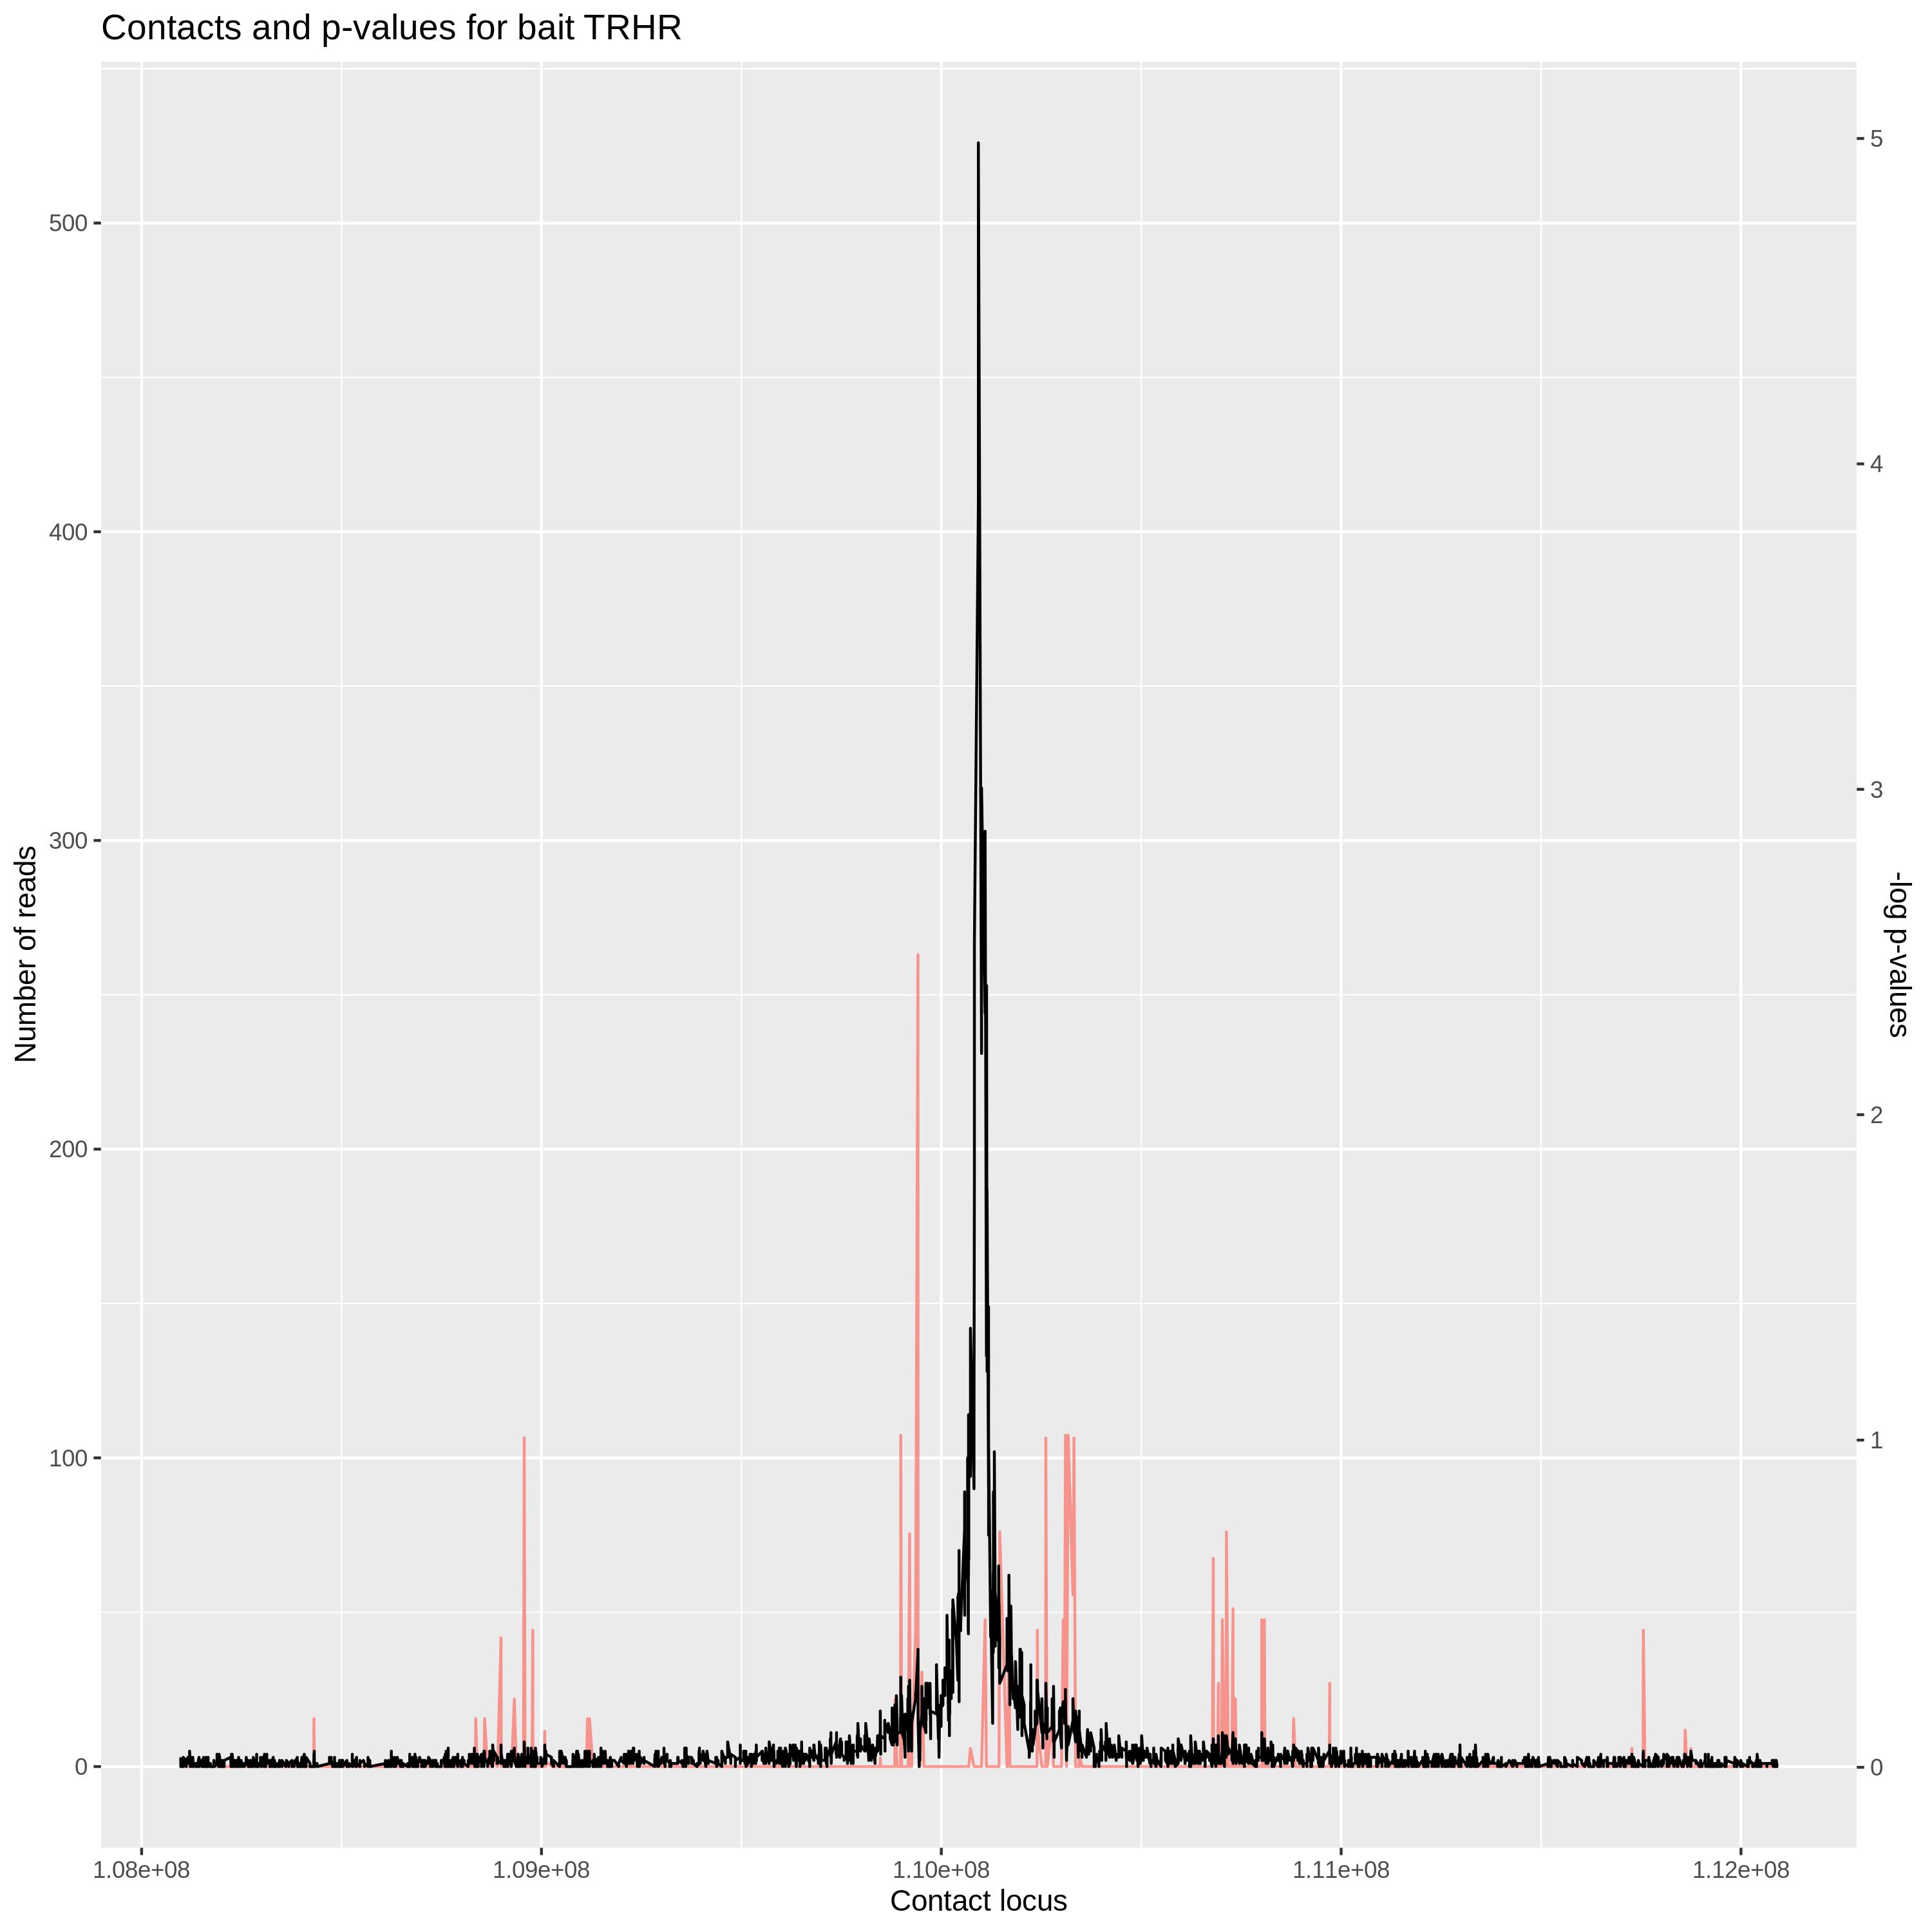 Contacts and p-values for bait TRHR
Number of reads
500
400
300
200
100
0
5
4
3
2
1
0
-log p-values
1.08e+08
1.09e+08
1.10e+08
1.11e+08
1.12e+08
Contact locus